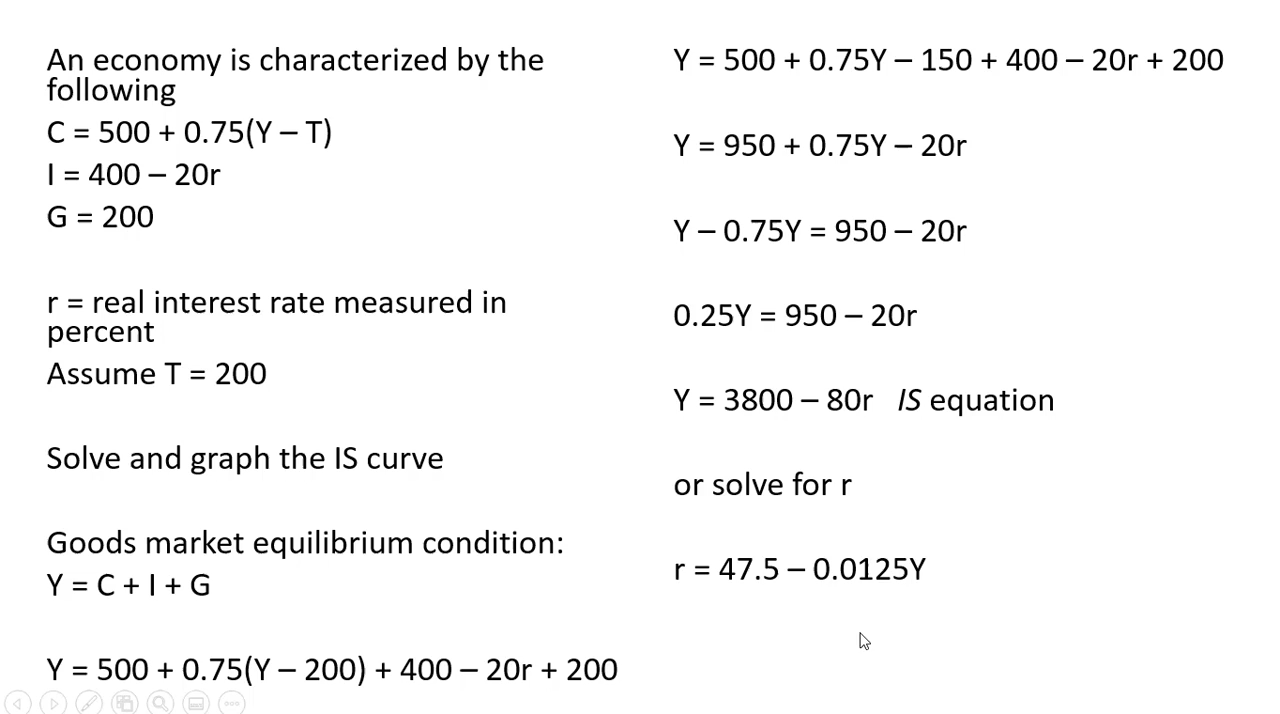 An economy is characterized by the
following
C = 500 + 0.75(Y – T)
I = 400 – 20r
G = 200
r = real interest rate measured in
percent
Assume T = 200
Solve and graph the IS curve
Goods market equilibrium condition:
Y = C + I + G
Y = 500 + 0.75(Y – 200) + 400 – 20r + 200
Y = 500 + 0.75Y – 150 + 400 – 20r + 200
Y = 950 + 0.75Y – 20r
Y – 0.75Y = 950 – 20r
0.25Y = 950 – 20r
Y = 3800 – 80r IS equation
or solve for r
r = 47.5 – 0.0125Y